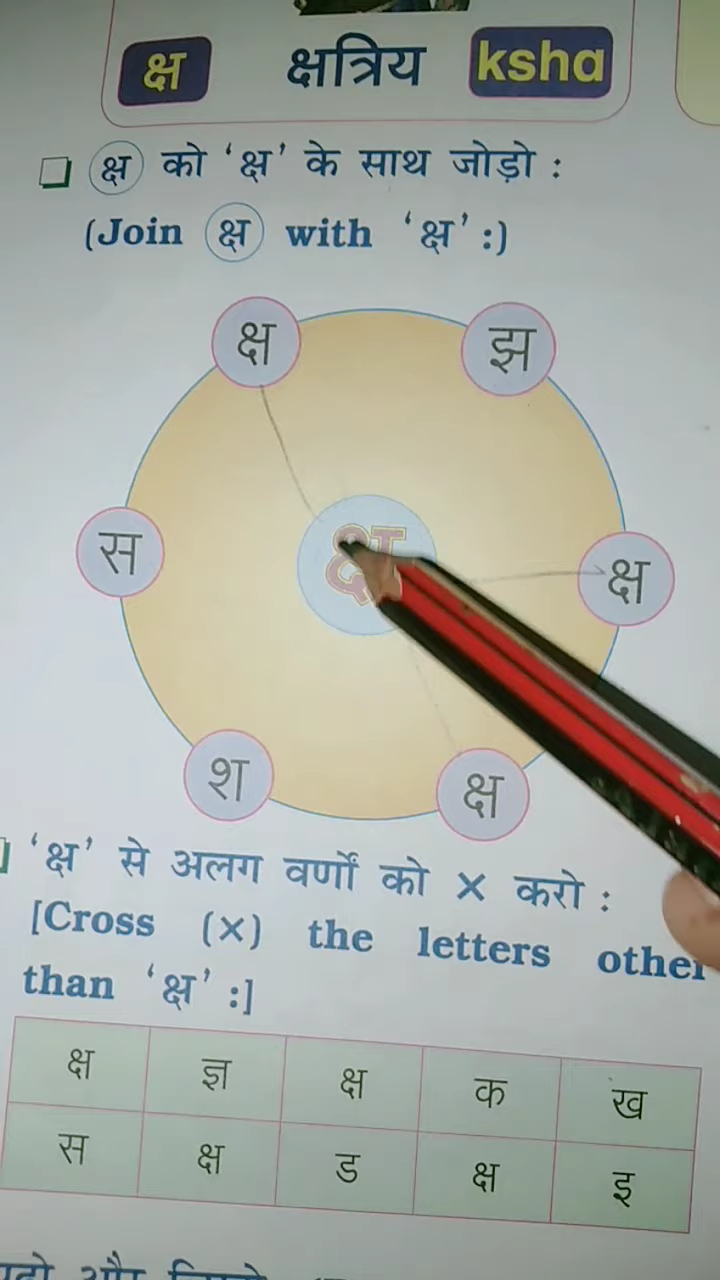 क्ष क्षत्रिय ksha
क्ष को ‘क्ष’ के साथ जोड़ो :
(Join क्ष with ‘क्ष’ :)
क्ष झ
स क्ष क्ष
श क्ष
‘क्ष’ से अलग वर्णों को × करो :
[Cross (×) the letters other
than ‘क्ष’ :]
क्ष ज्ञ क्ष क ख
स क्ष ड क्ष इ